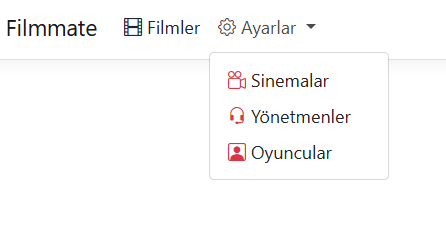 Filmmate Filmler Ayarlar
Sinemalar
Yönetmenler
Oyuncular